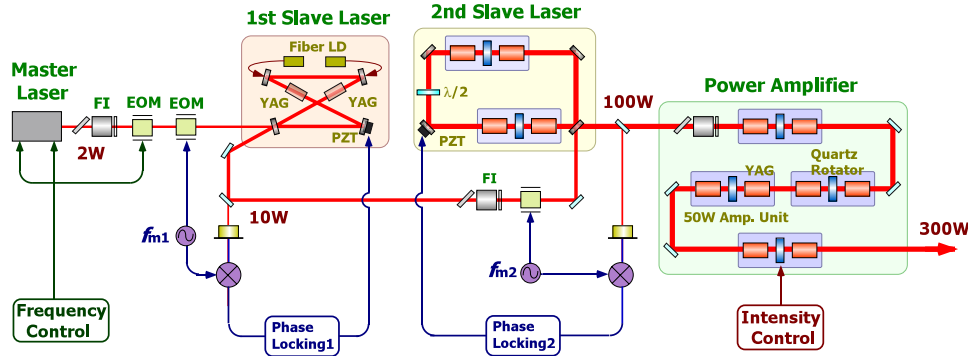 1st Slave Laser
2nd Slave Laser
Master
Laser
FI
EOM
EOM
2W
Fiber LD
YAG
YAG
PZT
λ/2
PZT
100W
Power Amplifier
YAG
Quartz
Rotator
50W Amp. Unit
300W
10W
FI
fm1
fm2
Frequency
Control
Phase
Locking1
Phase
Locking2
Intensity
Control